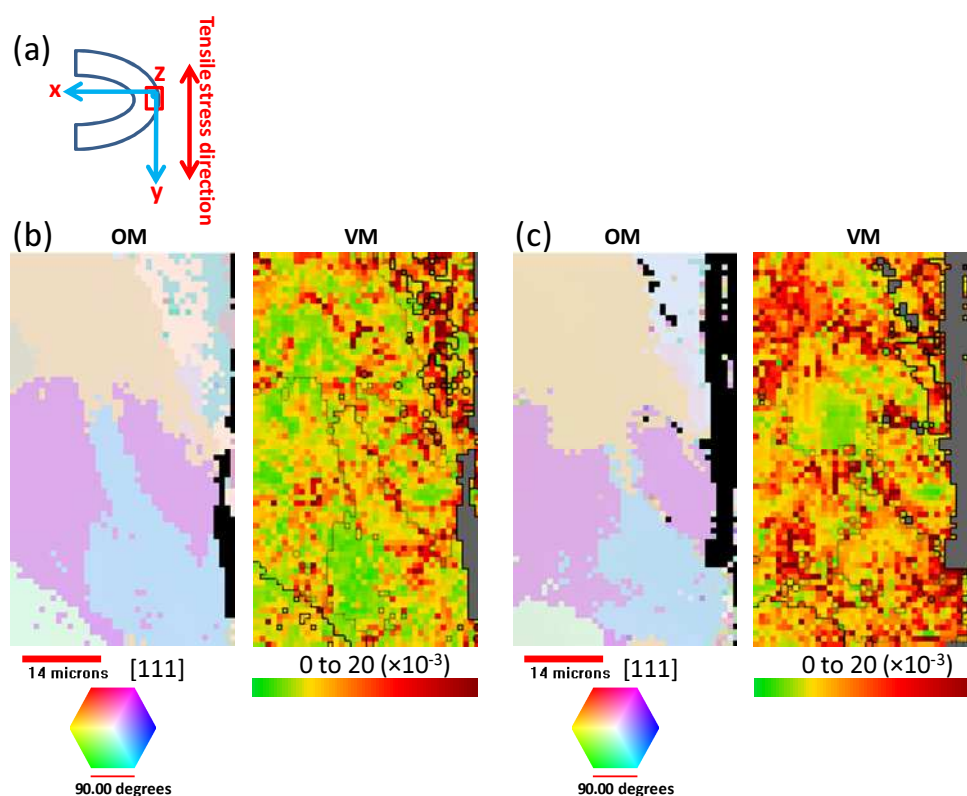 (a)
z
x
y
Tensile stress direction
(b)
OM
VM
(c)
OM
VM
14 microns
[111]
0 to 20 (×10⁻³)
14 microns
[111]
0 to 20 (×10⁻³)
90.00 degrees
90.00 degrees